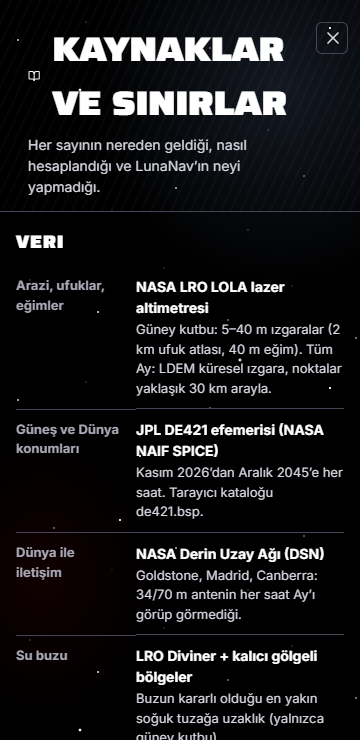 KAYNAKLAR
VE SINIRLAR
Her sayının nereden geldiği, nasıl
hesaplandığı ve LunaNav’ın neyi
yapmadığı.
VERI
Arazi, ufuklar,
eğimler
NASA LRO LOLA lazer
altimetresi
Güney kutbu: 5–40 m ızgaralar (2
km ufuk atlası, 40 m eğim). Tüm
Ay: LDEM küresel ızgara, noktalar
yaklaşık 30 km arayla.
Güneş ve Dünya
konumları
JPL DE421 efemerisi (NASA
NAIF SPICE)
Kasım 2026’dan Aralık 2045’e her
saat. Tarayıcı kataloğu
de421.bsp.
Dünya ile
iletişim
NASA Derin Uzay Ağı (DSN)
Goldstone, Madrid, Canberra:
34/70 m antenin her saat Ay’ı
görüp görmediği.
Su buzu
LRO Diviner + kalıcı gölgeli
bölgeler
Buzun kararlı olduğu en yakın
soğuk tuzağa uzaklık (yalnızca
güney kutbu)